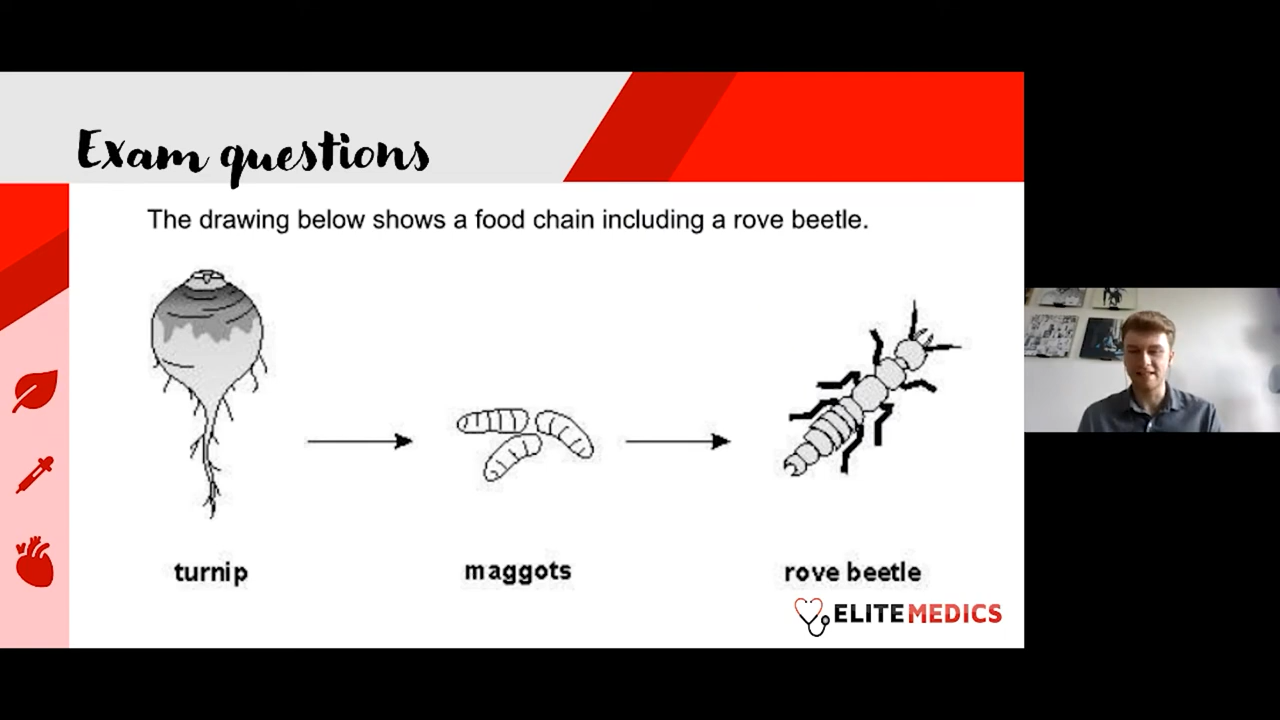 Exam questions
The drawing below shows a food chain including a rove beetle.
turnip
maggots
rove beetle
ELITEMEDICS